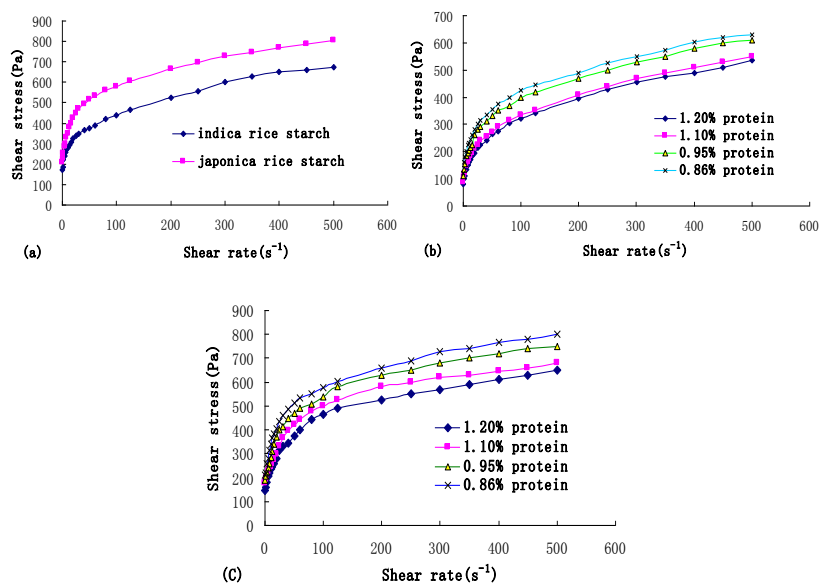 Shear stress(Pa)
900
800
700
600
500
400
300
200
100
0
indica rice starch
japonica rice starch
0 100 200 300 400 500 600
(a) Shear rate(s⁻¹)
Shear stress(Pa)
700
600
500
400
300
200
100
0
1.20% protein
1.10% protein
0.95% protein
0.86% protein
0 100 200 300 400 500 600
(b) Shear rate(s⁻¹)
Shear stress(Pa)
900
800
700
600
500
400
300
200
100
0
1.20% protein
1.10% protein
0.95% protein
0.86% protein
0 100 200 300 400 500 600
(C) Shear rate(s⁻¹)